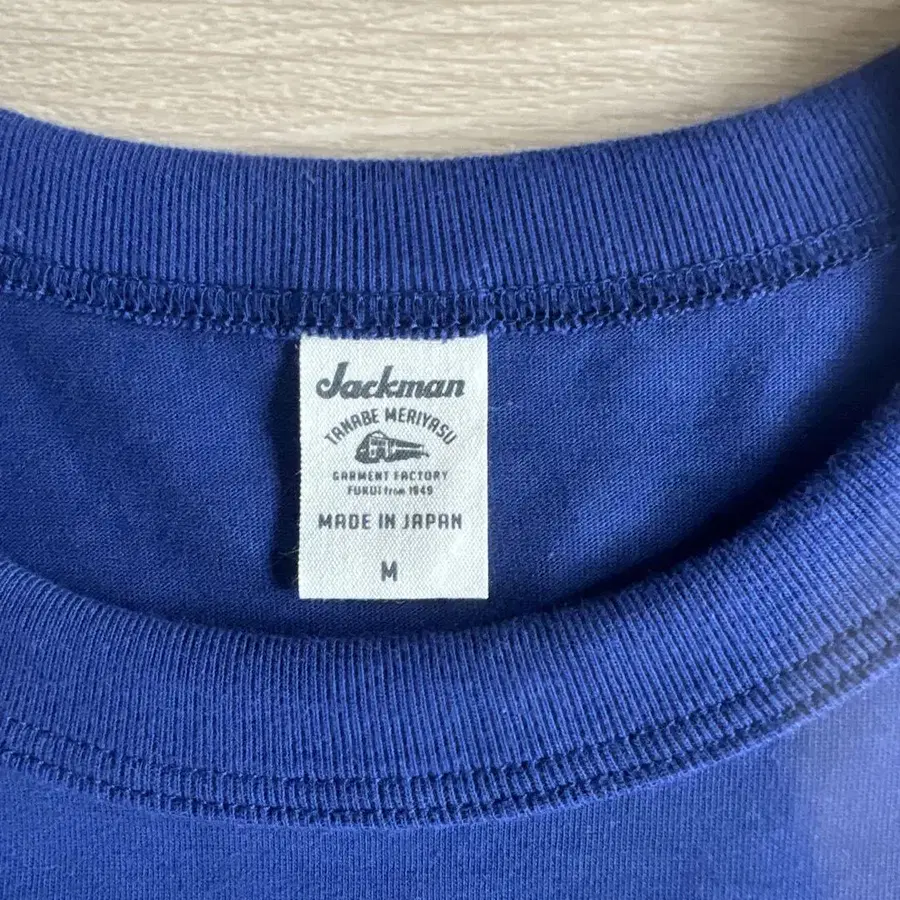 Jackman
TANABE MERIYASU
GARMENT FACTORY
FUKUI from 1949
MADE IN JAPAN
M